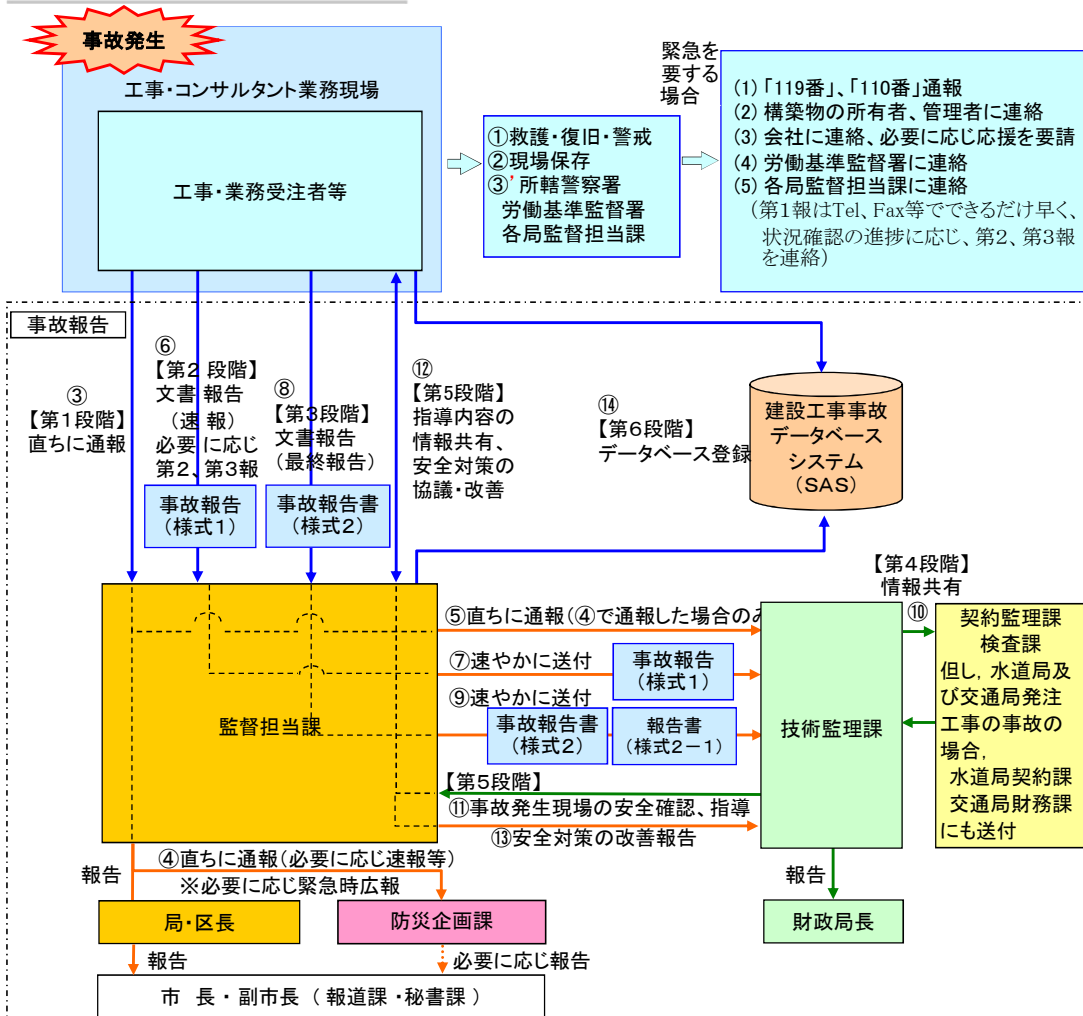 事故発生
工事・コンサルタント業務現場
工事・業務受注者等
①救護・復旧・警戒
②現場保存
③’所轄警察署
労働基準監督署
各局監督担当課
緊急を
要する
場合
(1)「119番」、「110番」通報
(2) 構築物の所有者、管理者に連絡
(3) 会社に連絡、必要に応じ応援を要請
(4) 労働基準監督署に連絡
(5) 各局監督担当課に連絡
(第1報はTel、Fax等でできるだけ早く、
状況確認の進捗に応じ、第2、第3報
を連絡)
事故報告
③
【第1段階】
直ちに通報
⑥
【第2 段階】
文書 報告
(速 報)
必要 に応じ
第2、第3報
事故報告
(様式1)
⑧
【第3段階】
文書報告
(最終報告)
事故報告書
(様式2)
⑫
【第5段階】
指導内容の
情報共有、
安全対策の
協議・改善
⑭
【第6段階】
データベース登録
建設工事事故
データベース
システム
(SAS)
監督担当課
⑤直ちに通報(④で通報した場合のみ
⑦速やかに送付
事故報告
(様式1)
⑨速やかに送付
事故報告書
(様式2)
報告書
(様式2-1)
【第5段階】
⑪事故発生現場の安全確認、指導
⑬安全対策の改善報告
技術監理課
【第4段階】
情報共有
⑩
契約監理課
検査課
但し，水道局及
び交通局発注
工事の事故の
場合，
水道局契約課
交通局財務課
にも送付
報告
財政局長
報告
④直ちに通報(必要に応じ速報等)
※必要に応じ緊急時広報
局・区長
防災企画課
報告
必要に応じ報告
市 長・副市長 ( 報道課 ・秘書課 )